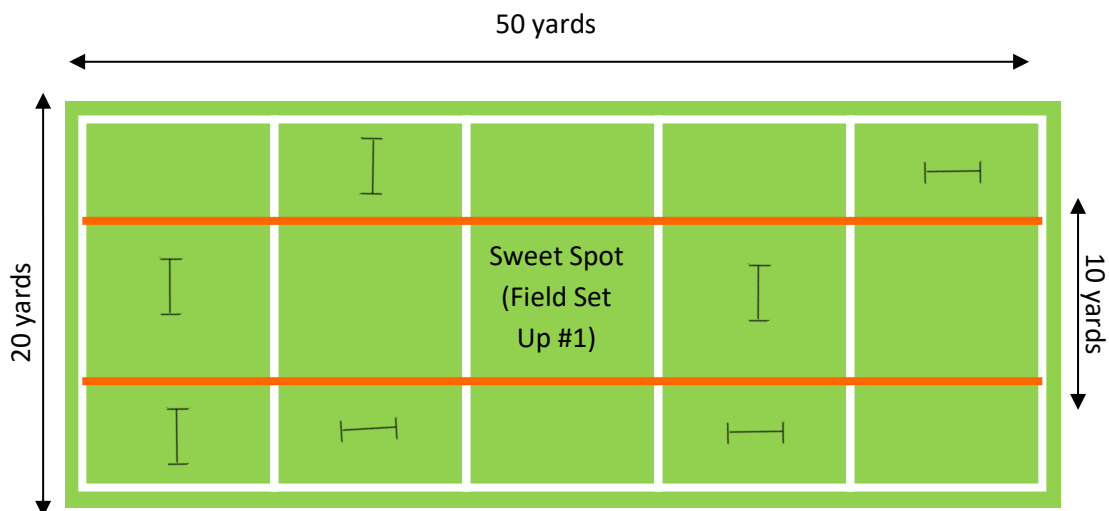 50 yards
20 yards
Sweet Spot
(Field Set
Up #1)
10 yards